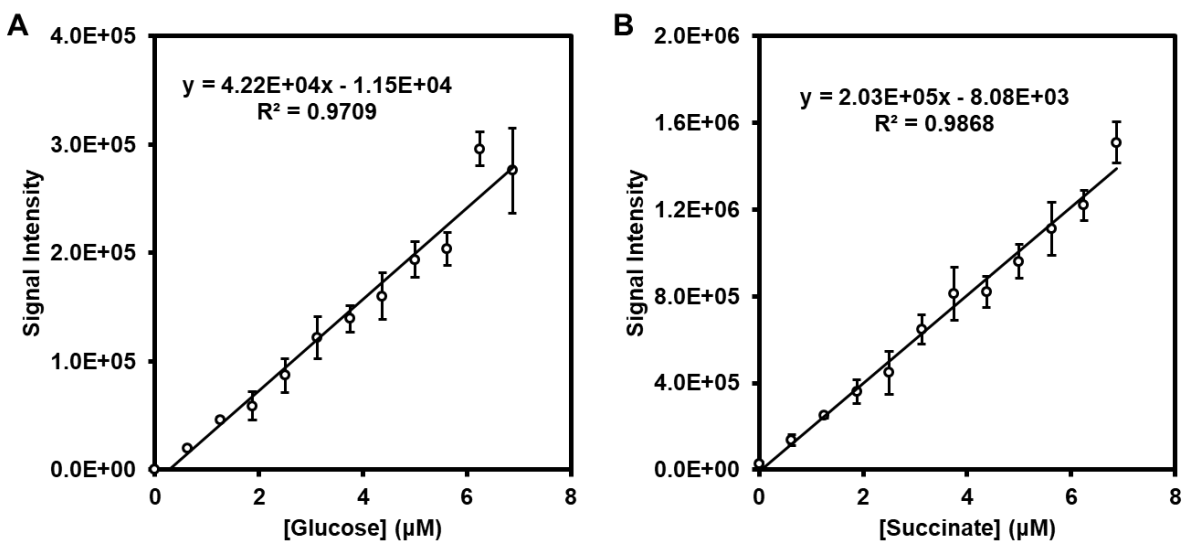 A
4.0E+05
3.0E+05
2.0E+05
1.0E+05
0.0E+00
Signal Intensity
y = 4.22E+04x - 1.15E+04
R² = 0.9709
0 2 4 6 8
[Glucose] (µM)
B
2.0E+06
1.6E+06
1.2E+06
8.0E+05
4.0E+05
0.0E+00
Signal Intensity
y = 2.03E+05x - 8.08E+03
R² = 0.9868
0 2 4 6 8
[Succinate] (µM)